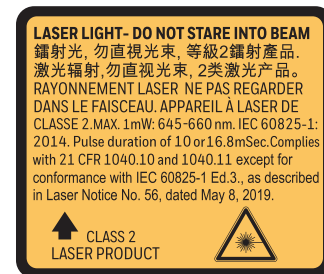 LASER LIGHT- DO NOT STARE INTO BEAM
鐳射光, 勿直視光束, 等級2鐳射產品.
激光辐射,勿直视光束, 2类激光产品。
RAYONNEMENT LASER NE PAS REGARDER
DANS LE FAISCEAU. APPAREIL À LASER DE
CLASSE 2.MAX. 1mW: 645-660 nm. IEC 60825-1:
2014. Pulse duration of 10 or 16.8mSec.Complies
with 21 CFR 1040.10 and 1040.11 except for
conformance with IEC 60825-1 Ed.3., as described
in Laser Notice No. 56, dated May 8, 2019.
CLASS 2
LASER PRODUCT